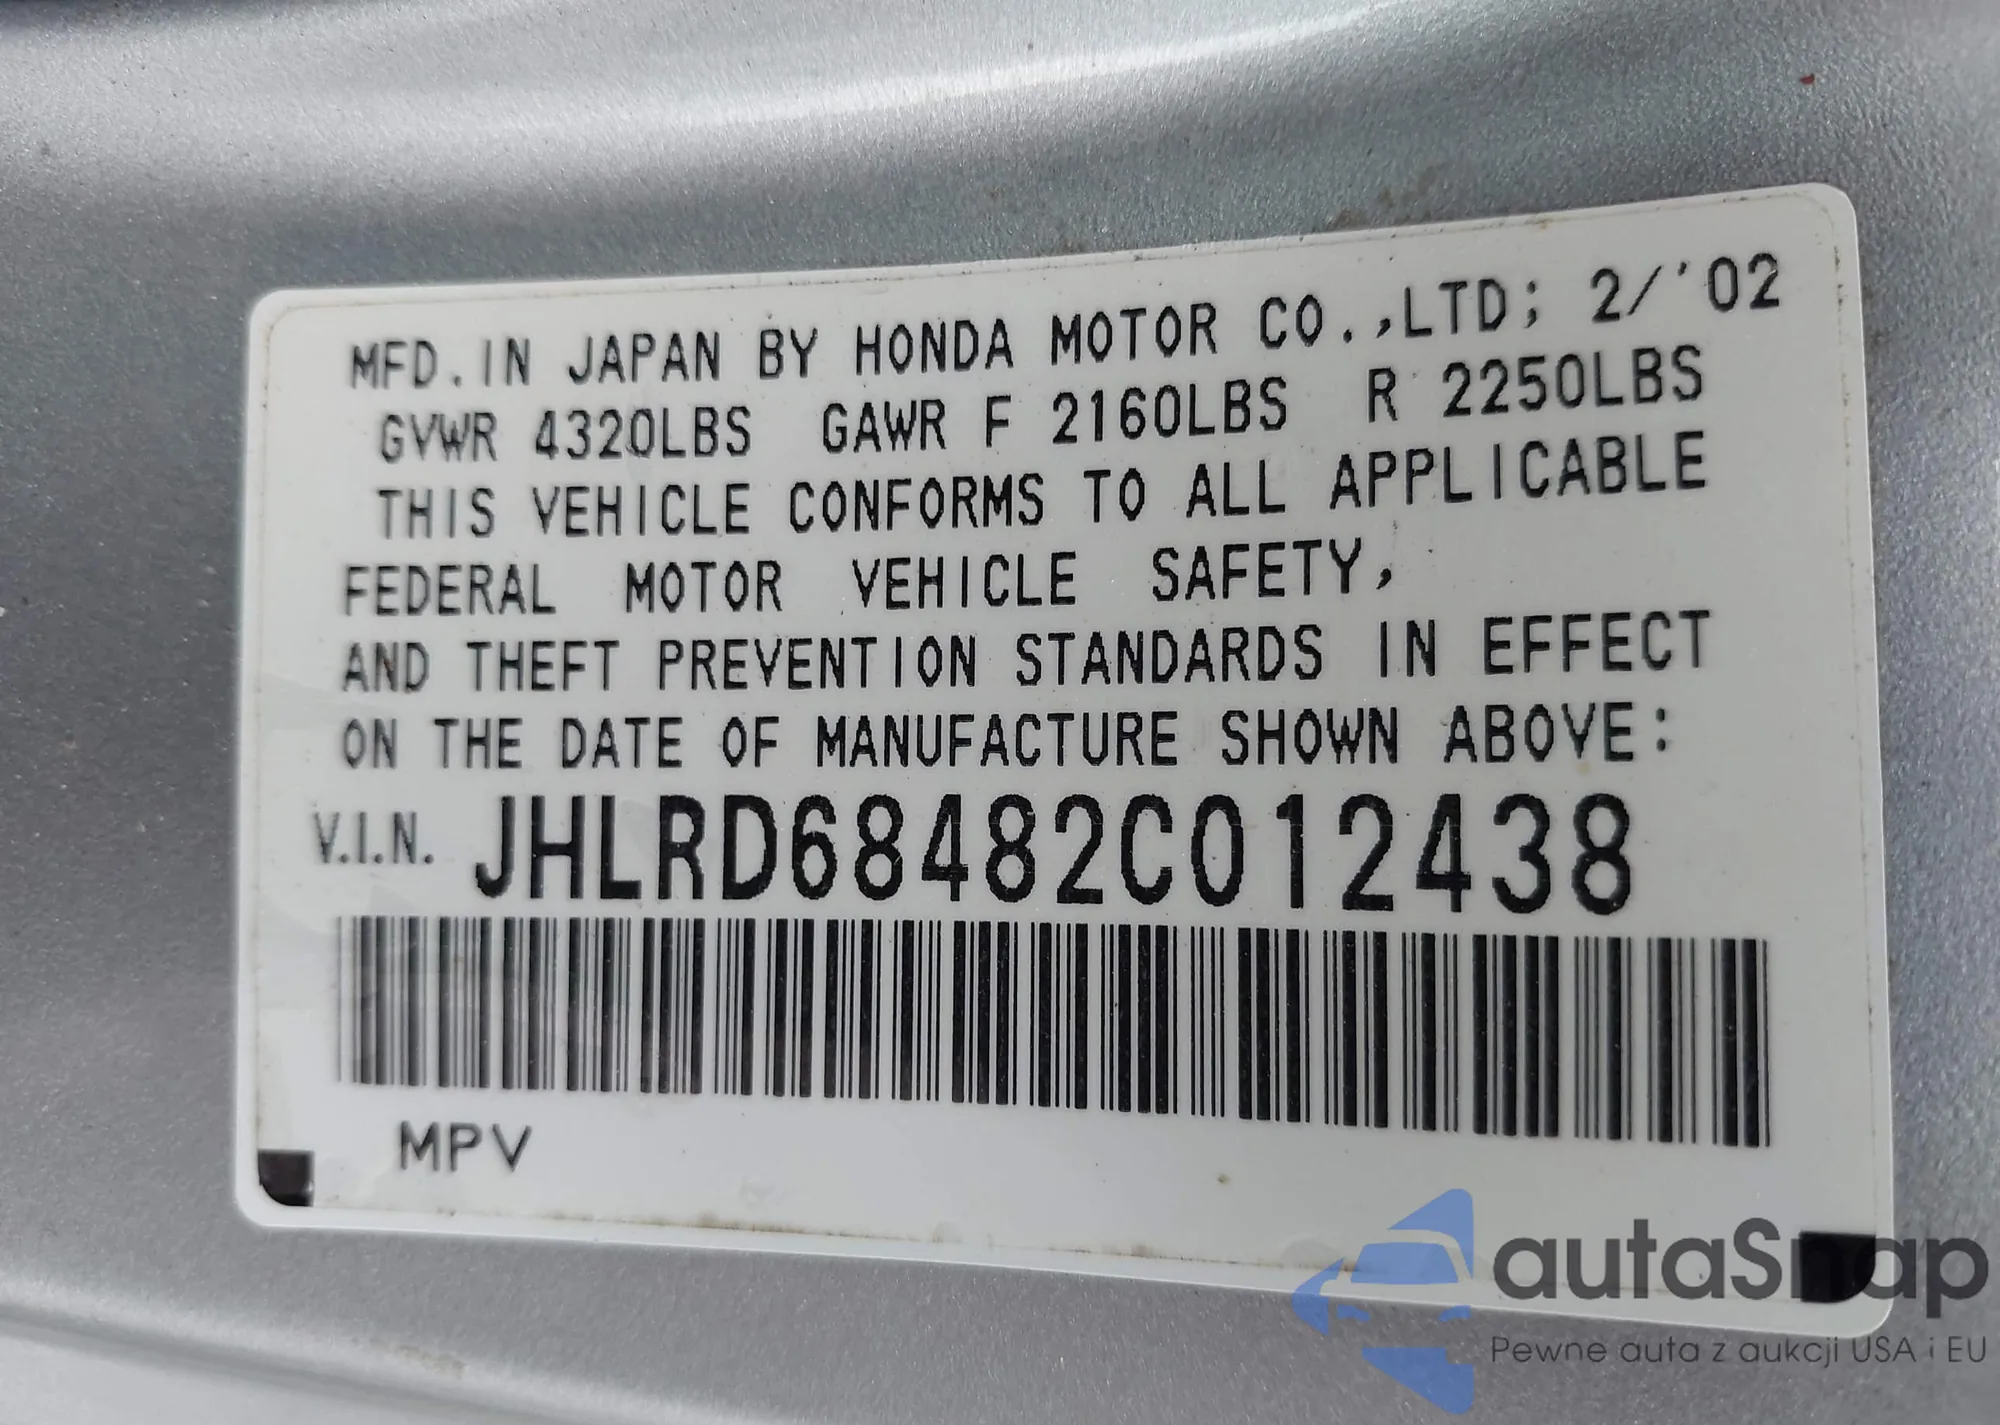 MFD. IN JAPAN BY HONDA MOTOR CO.,LTD; 2/'02
GVWR 4320LBS GAWR F 2160LBS R 2250LBS
THIS VEHICLE CONFORMS TO ALL APPLICABLE
FEDERAL MOTOR VEHICLE SAFETY,
AND THEFT PREVENTION STANDARDS IN EFFECT
ON THE DATE OF MANUFACTURE SHOWN ABOVE:
V.I.N. JHLRD68482C012438
MPV
autaSnap
Pewne auta z aukcji USA i EU